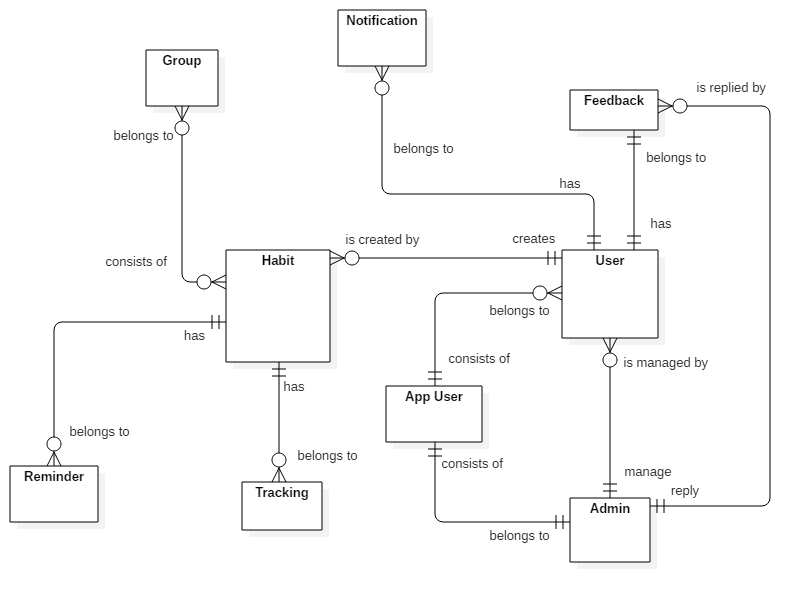 Notification
Group
is replied by
Feedback
belongs to
belongs to
belongs to
has
has
is created by
creates
consists of
Habit
User
belongs to
has
consists of
is managed by
has
App User
belongs to
belongs to
consists of
manage
Reminder
reply
Tracking
Admin
belongs to